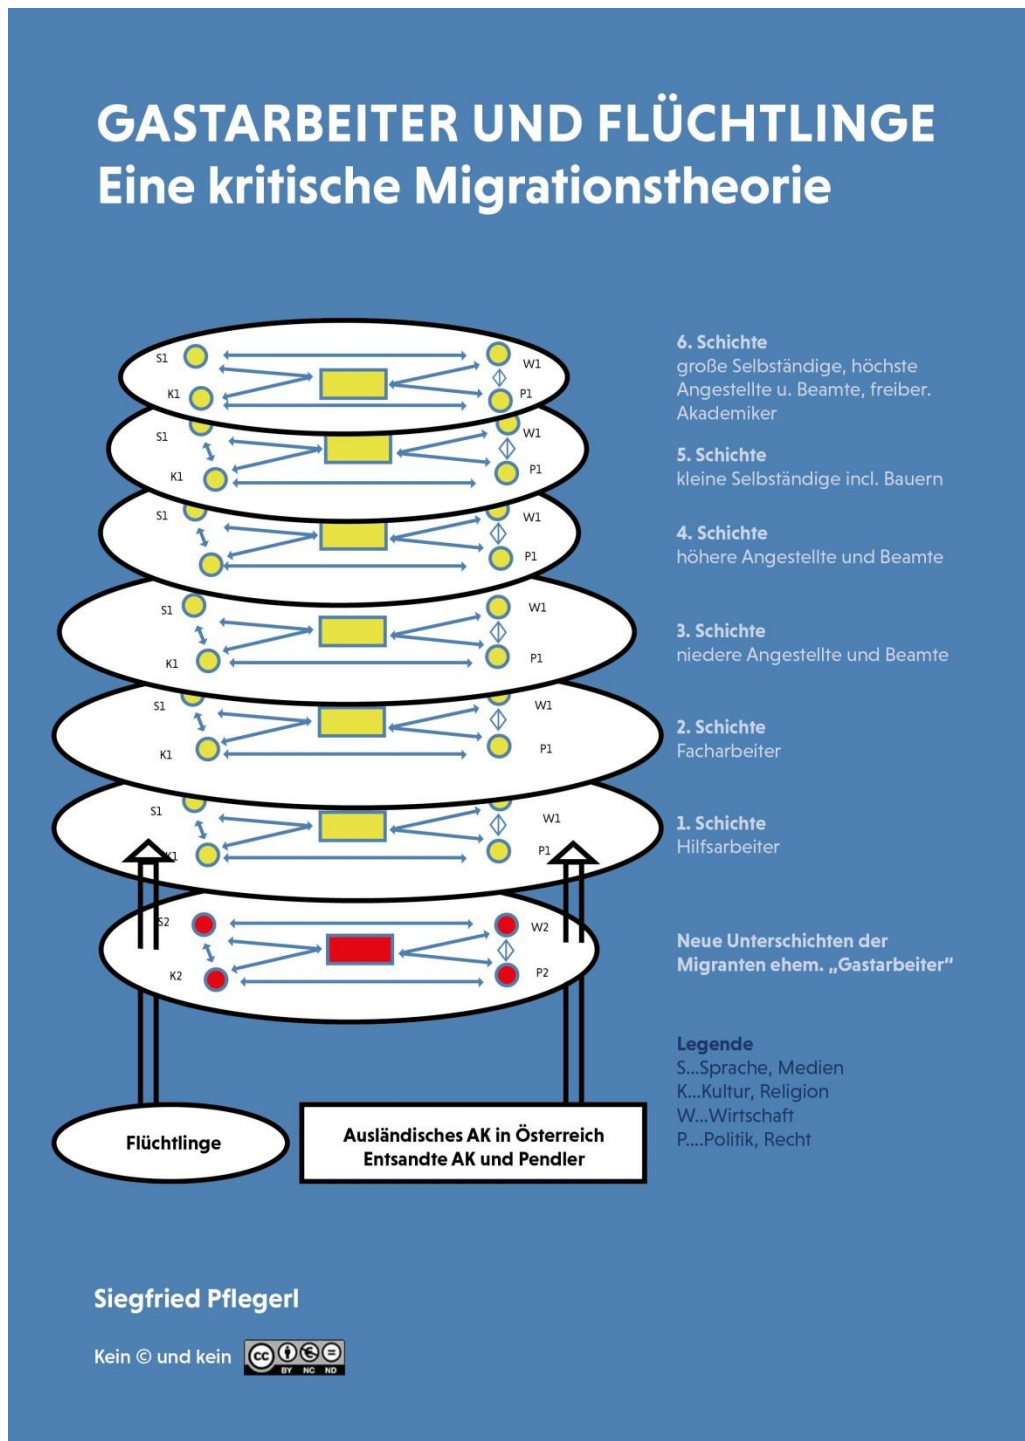 GASTARBEITER UND FLÜCHTLINGE
Eine kritische Migrationstheorie
S1
W1
K1
P1
6. Schichte
große Selbständige, höchste
Angestellte u. Beamte, freiber.
Akademiker
S1
W1
K1
P1
5. Schichte
kleine Selbständige incl. Bauern
S1
W1
P1
4. Schichte
höhere Angestellte und Beamte
S1
W1
K1
P1
3. Schichte
niedere Angestellte und Beamte
S1
W1
K1
P1
2. Schichte
Facharbeiter
S1
W1
K1
P1
1. Schichte
Hilfsarbeiter
S2
W2
K2
P2
Neue Unterschichten der
Migranten ehem. „Gastarbeiter“
Legende
S...Sprache, Medien
K...Kultur, Religion
W...Wirtschaft
P....Politik, Recht
Flüchtlinge
Ausländisches AK in Österreich
Entsandte AK und Pendler
Siegfried Pflegerl
Kein © und kein
cc
BY NC ND